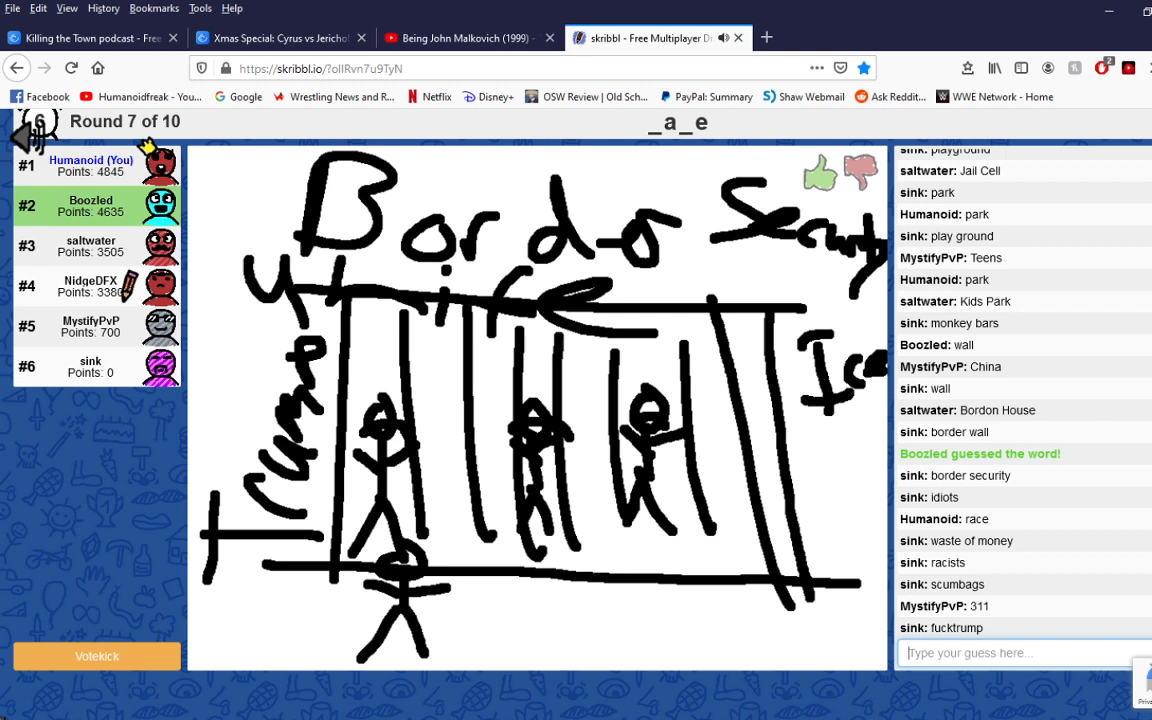 File Edit View History Bookmarks Tools Help
Killing the Town podcast - Free
Xmas Special: Cyrus vs Jericho!
Being John Malkovich (1999) -
skribbl - Free Multiplayer Dr
https://skribbl.io/?olIRvn7u9TyN
2
Facebook
Humanoidfreak - You...
Google
Wrestling News and R...
Netflix
Disney+
OSW Review | Old Sch...
PayPal: Summary
Shaw Webmail
Ask Reddit...
WWE Network - Home
6
Round 7 of 10
_a_e
#1 Humanoid (You)
Points: 4845
#2 Boozled
Points: 4635
#3 saltwater
Points: 3505
#4 NidgeDFX
Points: 3380
#5 MystifyPvP
Points: 700
#6 sink
Points: 0
Votekick
Ice
sink: playground
saltwater: Jail Cell
sink: park
Humanoid: park
sink: play ground
MystifyPvP: Teens
Humanoid: park
saltwater: Kids Park
sink: monkey bars
Boozled: wall
MystifyPvP: China
sink: wall
saltwater: Bordon House
sink: border wall
Boozled guessed the word!
sink: border security
sink: idiots
Humanoid: race
sink: waste of money
sink: racists
sink: scumbags
MystifyPvP: 311
sink: fucktrump
Type your guess here...